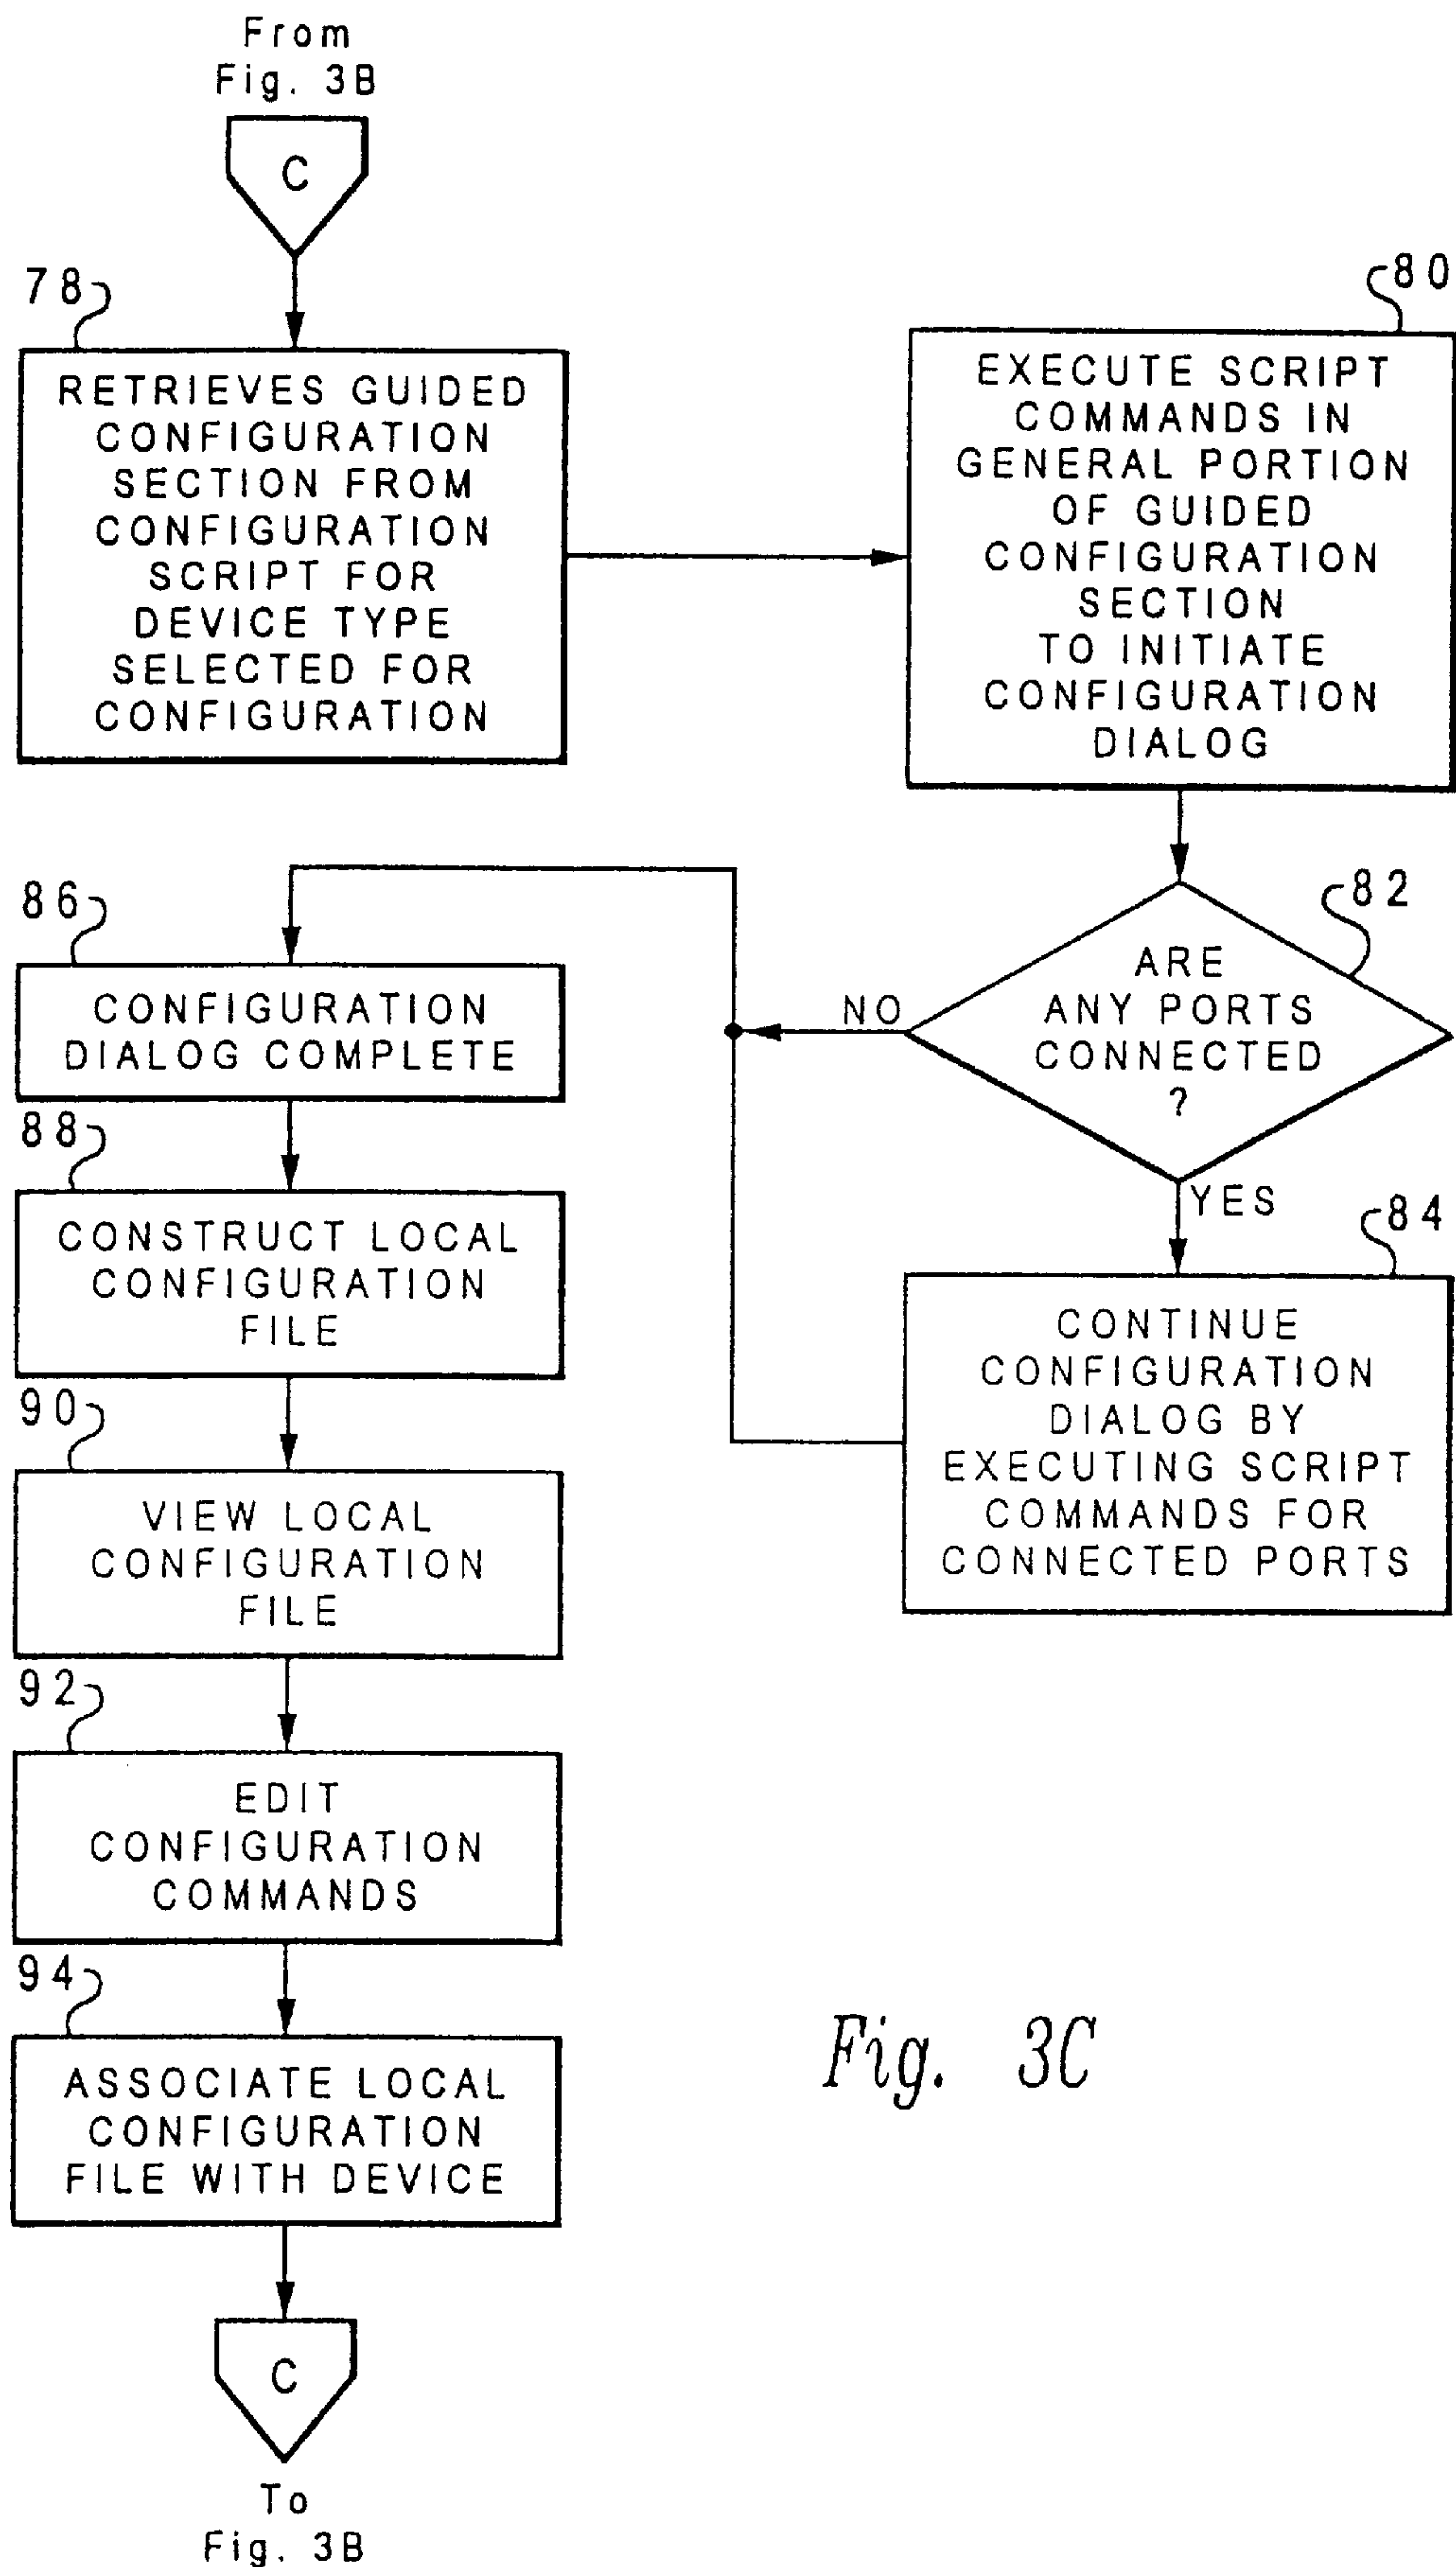 From
Fig. 3B
C
78
RETRIEVES GUIDED
CONFIGURATION
SECTION FROM
CONFIGURATION
SCRIPT FOR
DEVICE TYPE
SELECTED FOR
CONFIGURATION
80
EXECUTE SCRIPT
COMMANDS IN
GENERAL PORTION
OF GUIDED
CONFIGURATION
SECTION
TO INITIATE
CONFIGURATION
DIALOG
82
ARE
ANY PORTS
CONNECTED
?
NO
YES
84
CONTINUE
CONFIGURATION
DIALOG BY
EXECUTING SCRIPT
COMMANDS FOR
CONNECTED PORTS
86
CONFIGURATION
DIALOG COMPLETE
88
CONSTRUCT LOCAL
CONFIGURATION
FILE
90
VIEW LOCAL
CONFIGURATION
FILE
92
EDIT
CONFIGURATION
COMMANDS
94
ASSOCIATE LOCAL
CONFIGURATION
FILE WITH DEVICE
C
To
Fig. 3B
Fig. 3C